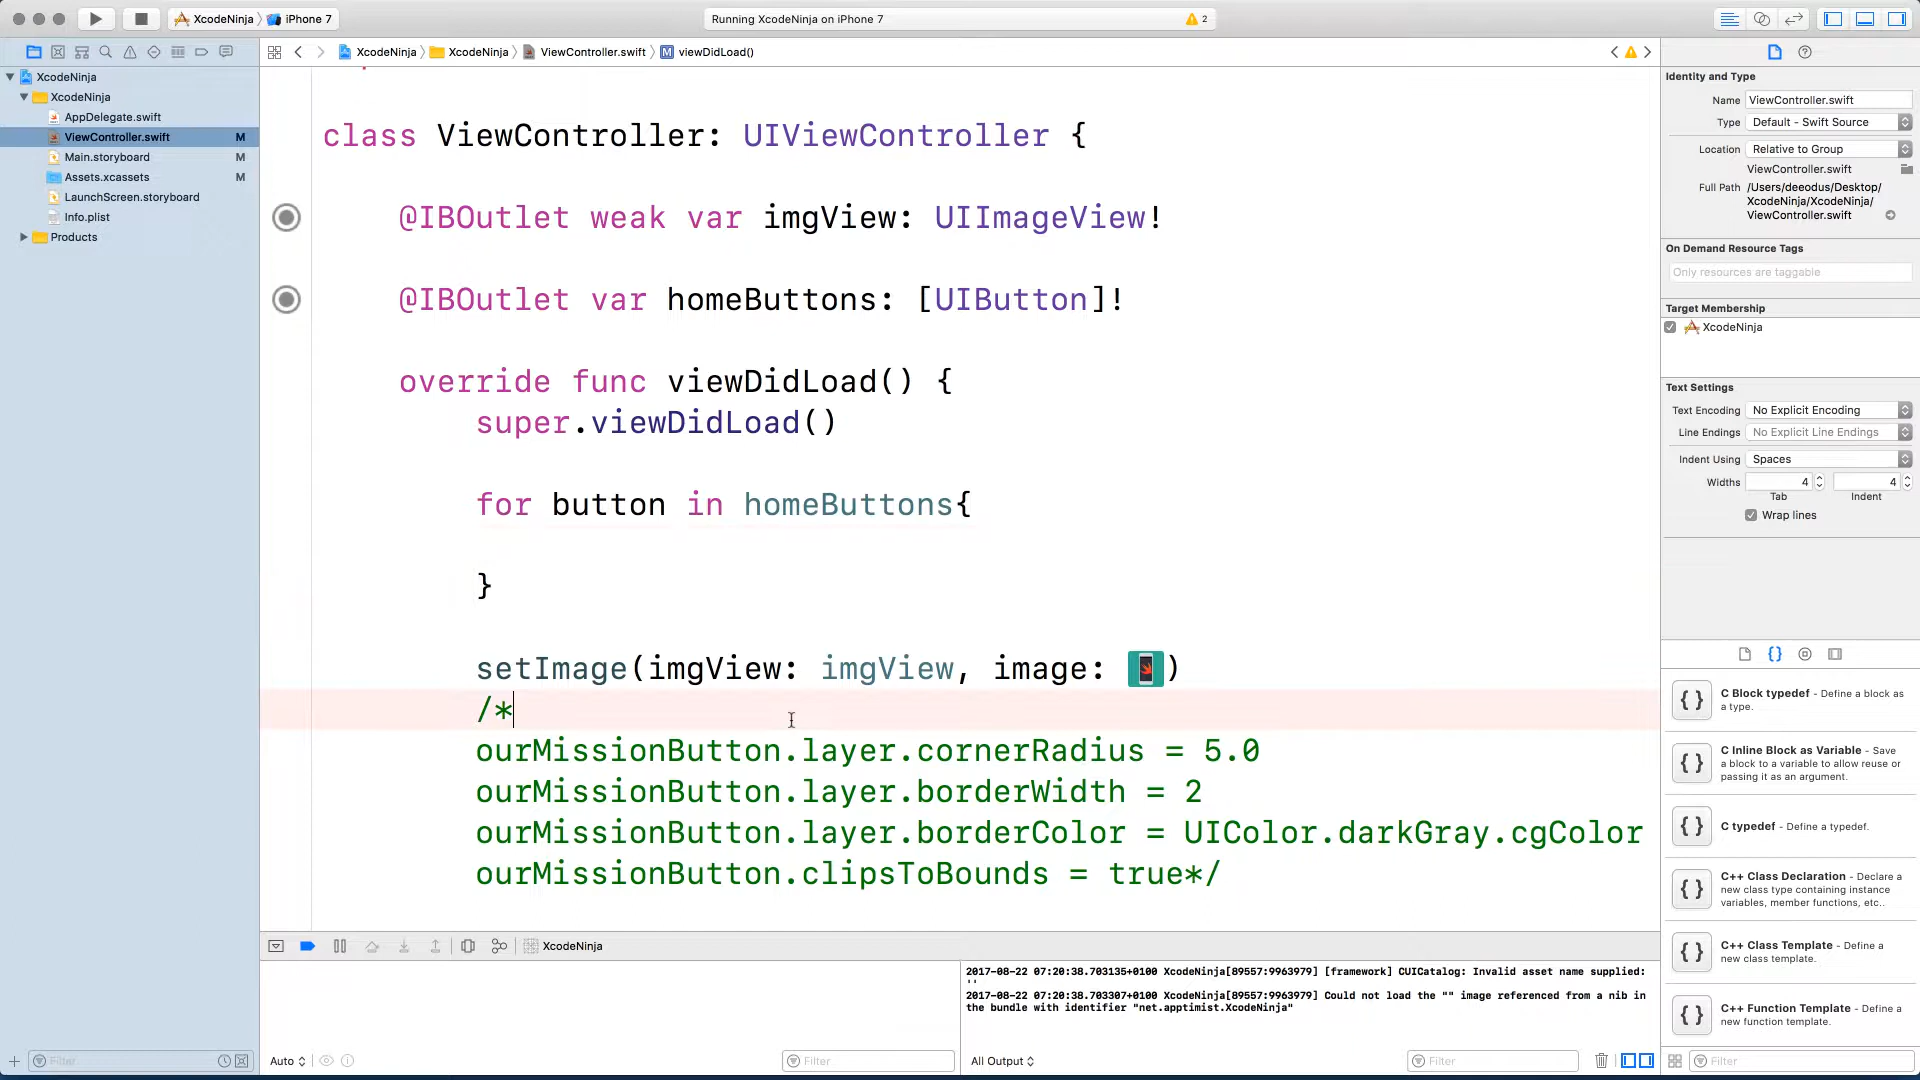 XcodeNinja
iPhone 7
Running XcodeNinja on iPhone 7
2
XcodeNinja
XcodeNinja
ViewController.swift
M
viewDidLoad()
XcodeNinja
XcodeNinja
AppDelegate.swift
ViewController.swift
M
Main.storyboard
M
Assets.xcassets
M
LaunchScreen.storyboard
Info.plist
Products
class ViewController: UIViewController {
@IBOutlet weak var imgView: UIImageView!
@IBOutlet var homeButtons: [UIButton]!
override func viewDidLoad() {
super.viewDidLoad()
for button in homeButtons{
}
setImage(imgView: imgView, image: )
/*
ourMissionButton.layer.cornerRadius = 5.0
ourMissionButton.layer.borderWidth = 2
ourMissionButton.layer.borderColor = UIColor.darkGray.cgColor
ourMissionButton.clipsToBounds = true*/
XcodeNinja
2017-08-22 07:20:38.703135+0100 XcodeNinja[89557:9963979] [framework] CUICatalog: Invalid asset name supplied:
''
2017-08-22 07:20:38.703307+0100 XcodeNinja[89557:9963979] Could not load the "" image referenced from a nib in
the bundle with identifier "net.apptimist.XcodeNinja"
Filter
Auto
Filter
All Output
Filter
Filter
Identity and Type
Name ViewController.swift
Type Default - Swift Source
Location Relative to Group
ViewController.swift
Full Path /Users/deeodus/Desktop/
XcodeNinja/XcodeNinja/
ViewController.swift
On Demand Resource Tags
Only resources are taggable
Target Membership
XcodeNinja
Text Settings
Text Encoding No Explicit Encoding
Line Endings No Explicit Line Endings
Indent Using Spaces
Widths 4 4
Tab Indent
Wrap lines
{ } C Block typedef - Define a block as
a type.
{ } C Inline Block as Variable - Save
a block to a variable to allow reuse or
passing it as an argument.
{ } C typedef - Define a typedef.
{ } C++ Class Declaration - Declare a
new class type containing instance
variables, member functions, etc..
{ } C++ Class Template - Define a
new class template.
{ } C++ Function Template - Define a
new function template.